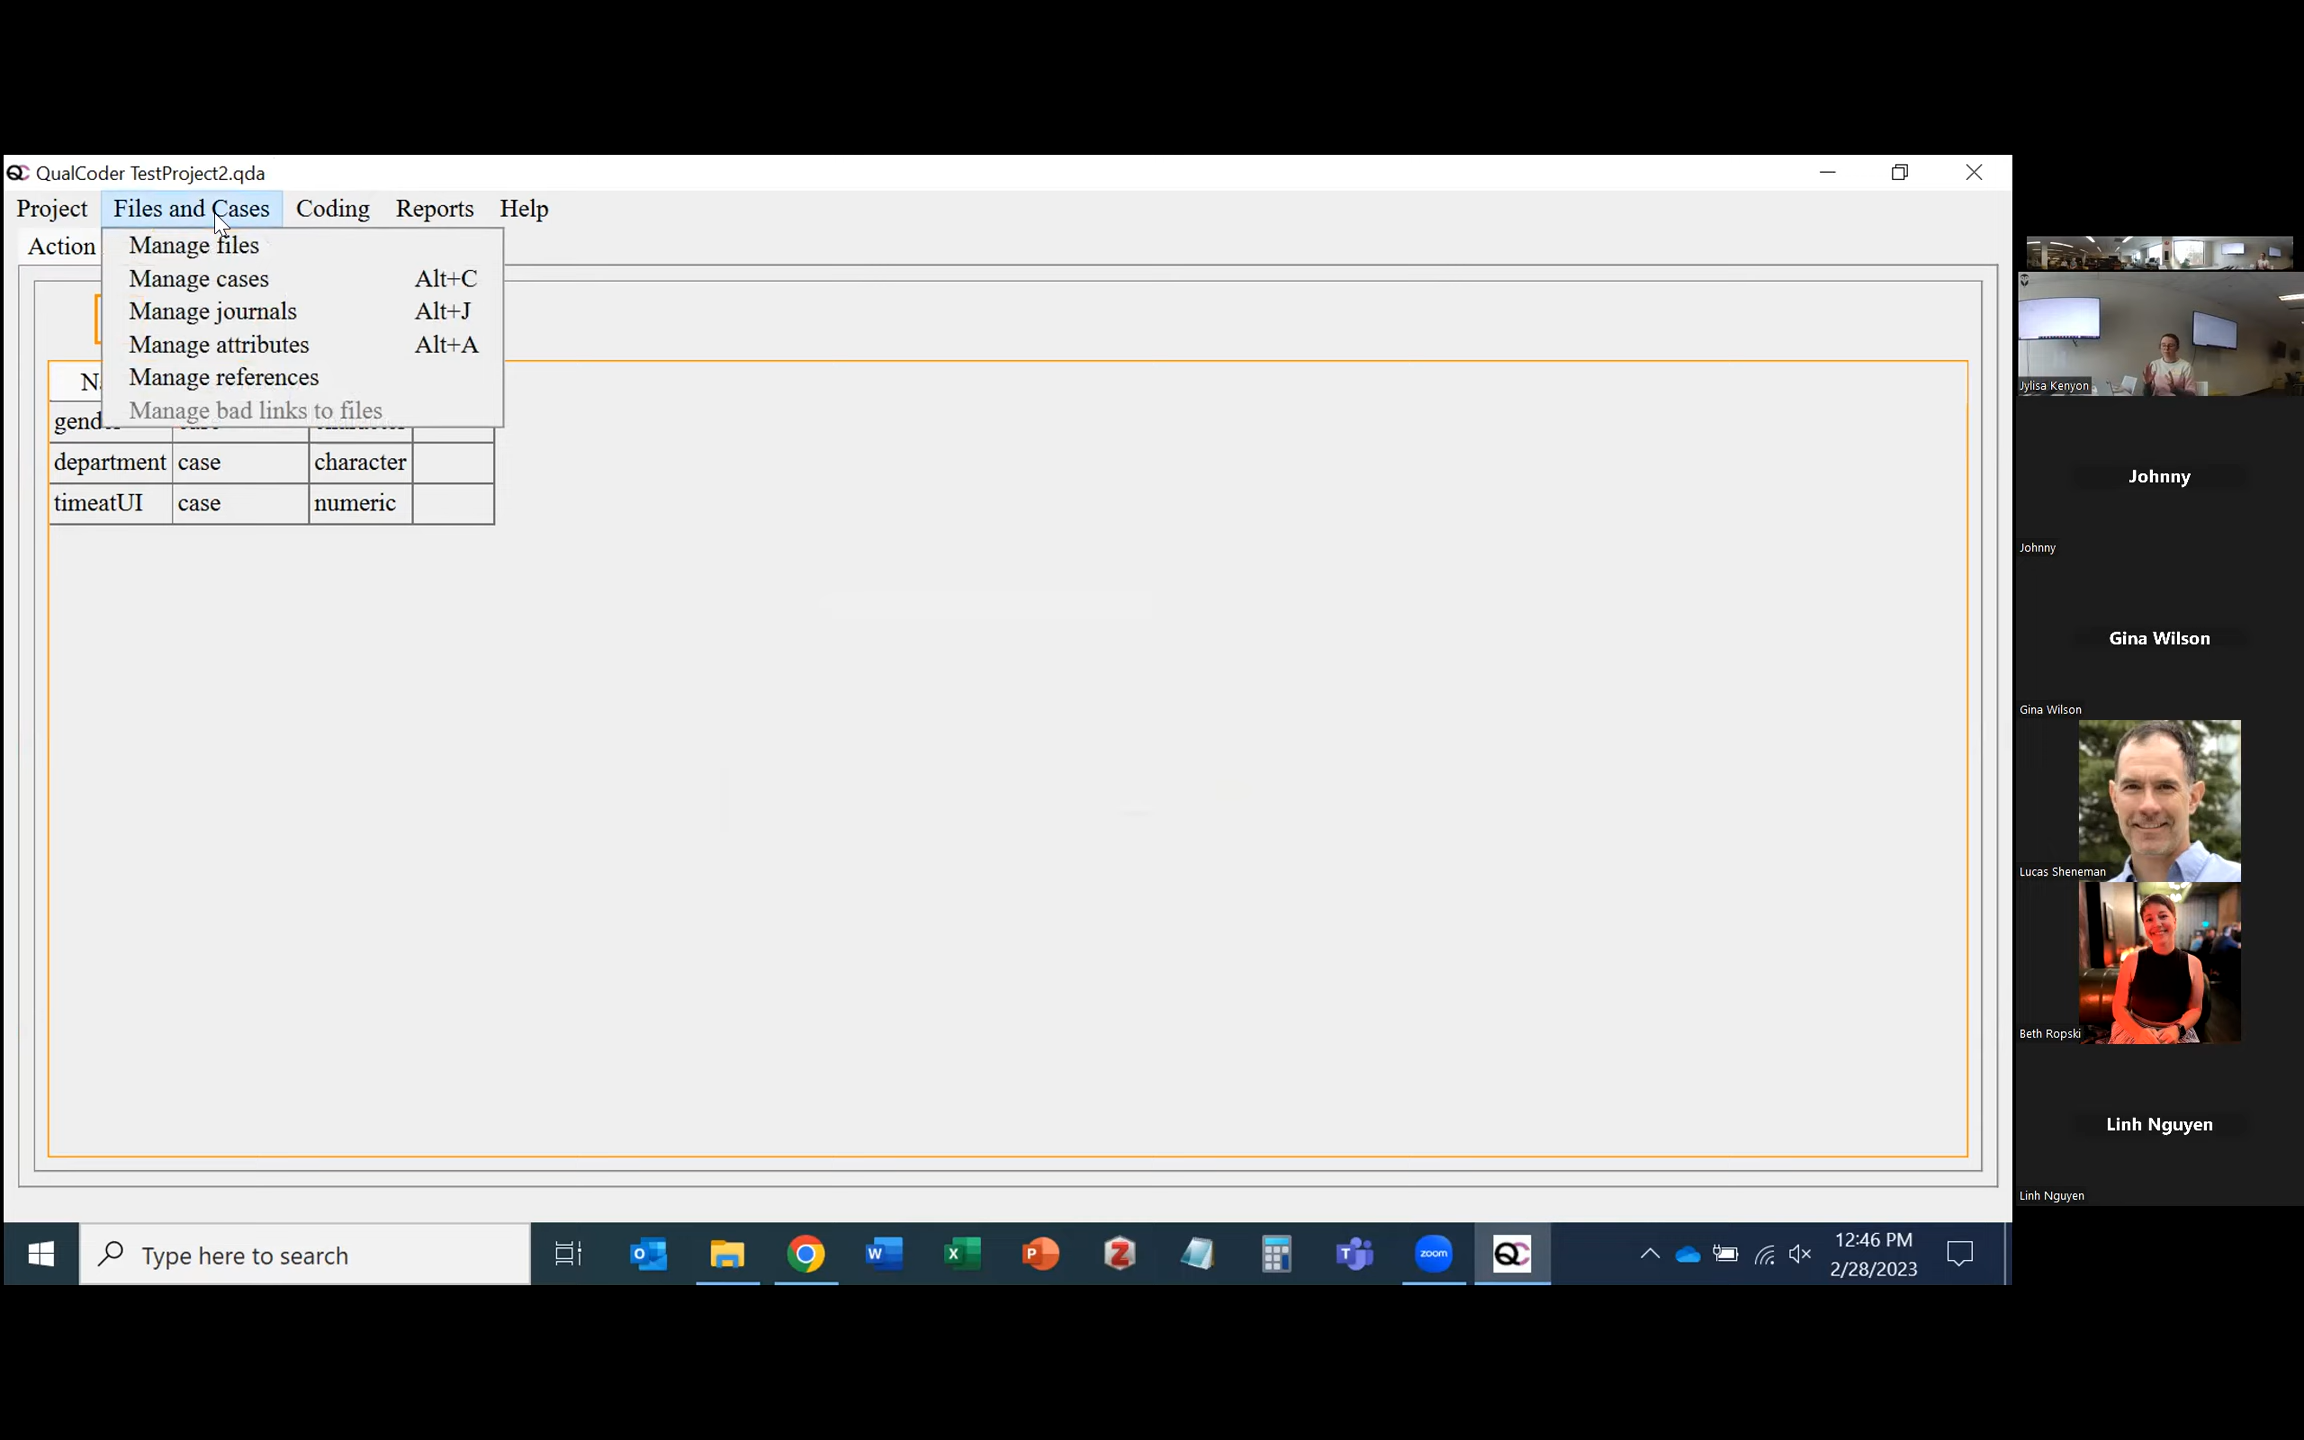 QualCoder TestProject2.qda
Project Files and Cases Coding Reports Help
Action
Manage files
Manage cases Alt+C
Manage journals Alt+J
Manage attributes Alt+A
Manage references
Manage bad links to files
department case character
timeatUI case numeric
Type here to search
zoom
12:46 PM
2/28/2023
Jylisa Kenyon
Johnny
Johnny
Gina Wilson
Gina Wilson
Lucas Sheneman
Beth Ropski
Linh Nguyen
Linh Nguyen